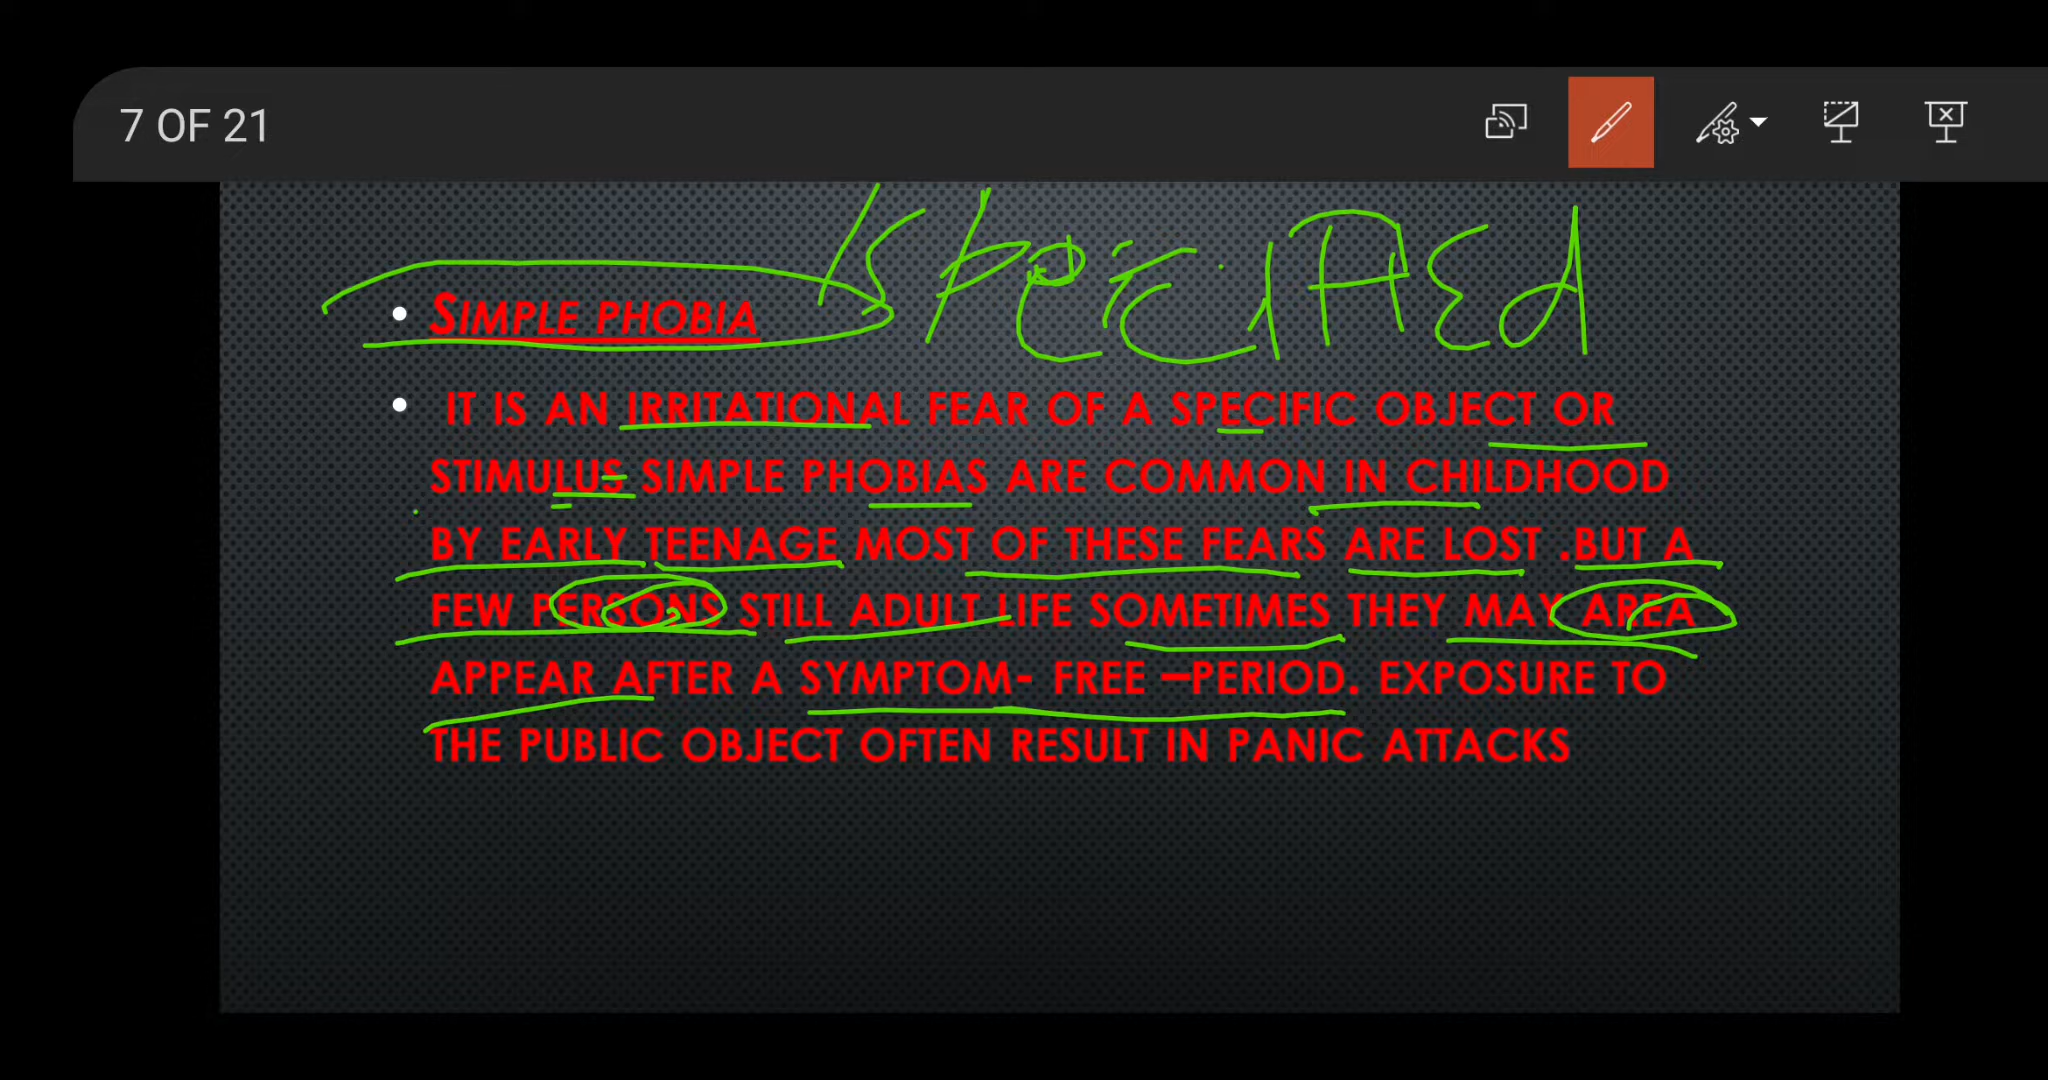 7 OF 21
Specified
• SIMPLE PHOBIA
• IT IS AN IRRITATIONAL FEAR OF A SPECIFIC OBJECT OR
STIMULUS SIMPLE PHOBIAS ARE COMMON IN CHILDHOOD
BY EARLY TEENAGE MOST OF THESE FEARS ARE LOST .BUT A
FEW PERSONS STILL ADULT LIFE SOMETIMES THEY MAY AREA
APPEAR AFTER A SYMPTOM- FREE –PERIOD. EXPOSURE TO
THE PUBLIC OBJECT OFTEN RESULT IN PANIC ATTACKS